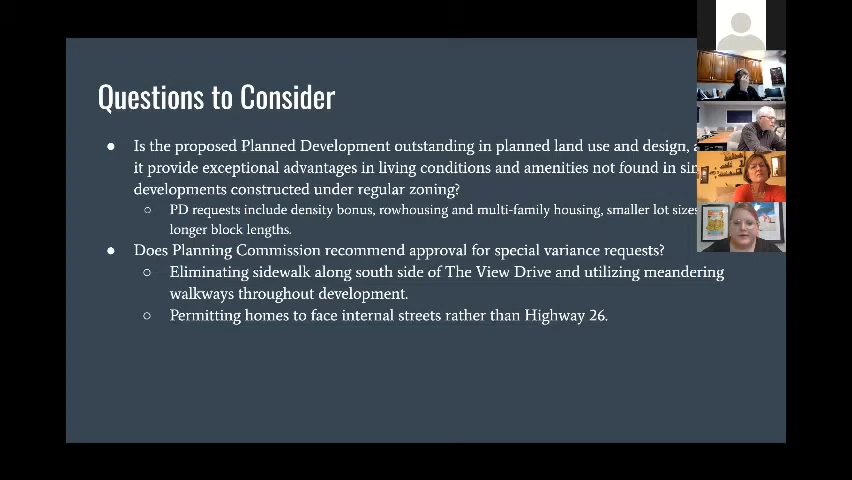 Questions to Consider
● Is the proposed Planned Development outstanding in planned land use and design,
it provide exceptional advantages in living conditions and amenities not found in
developments constructed under regular zoning?
○ PD requests include density bonus, rowhousing and multi-family housing, smaller lot sizes
longer block lengths.
● Does Planning Commission recommend approval for special variance requests?
○ Eliminating sidewalk along south side of The View Drive and utilizing meandering
walkways throughout development.
○ Permitting homes to face internal streets rather than Highway 26.